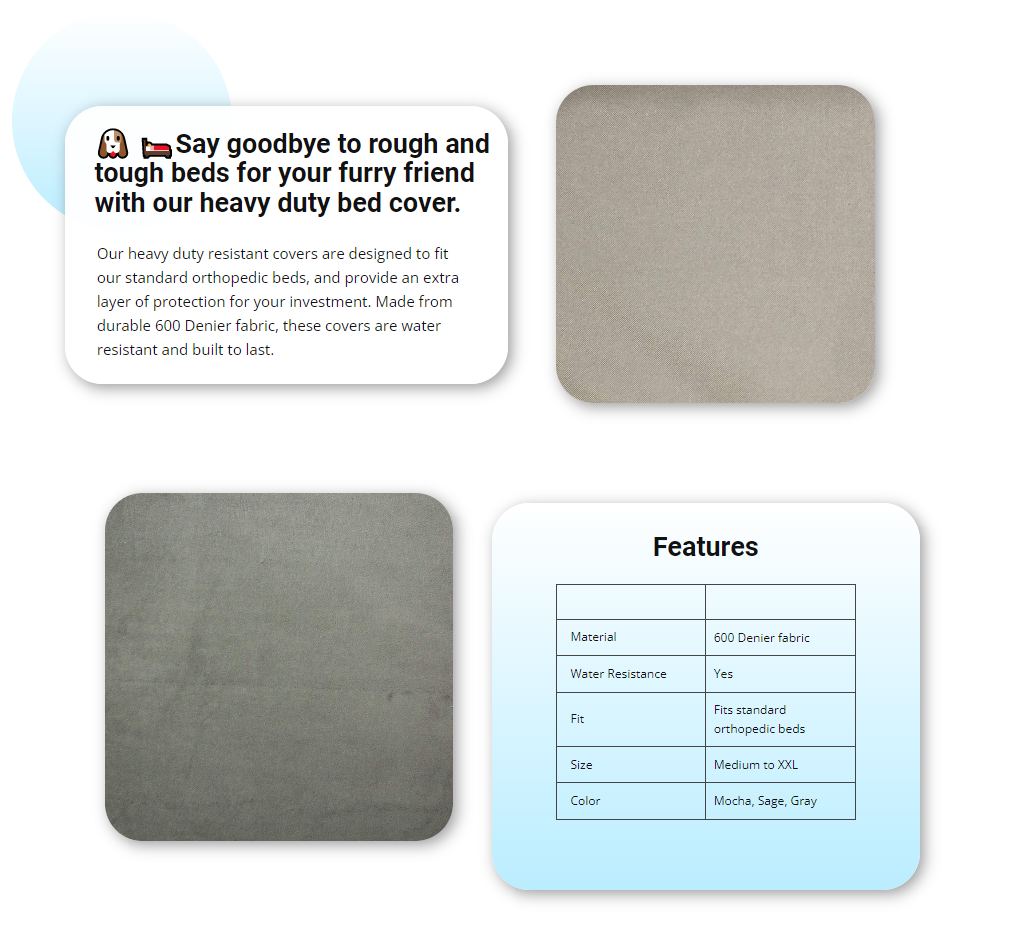 Say goodbye to rough and
tough beds for your furry friend
with our heavy duty bed cover.
Our heavy duty resistant covers are designed to fit
our standard orthopedic beds, and provide an extra
layer of protection for your investment. Made from
durable 600 Denier fabric, these covers are water
resistant and built to last.
Features
Material 600 Denier fabric
Water Resistance Yes
Fit Fits standard
orthopedic beds
Size Medium to XXL
Color Mocha, Sage, Gray